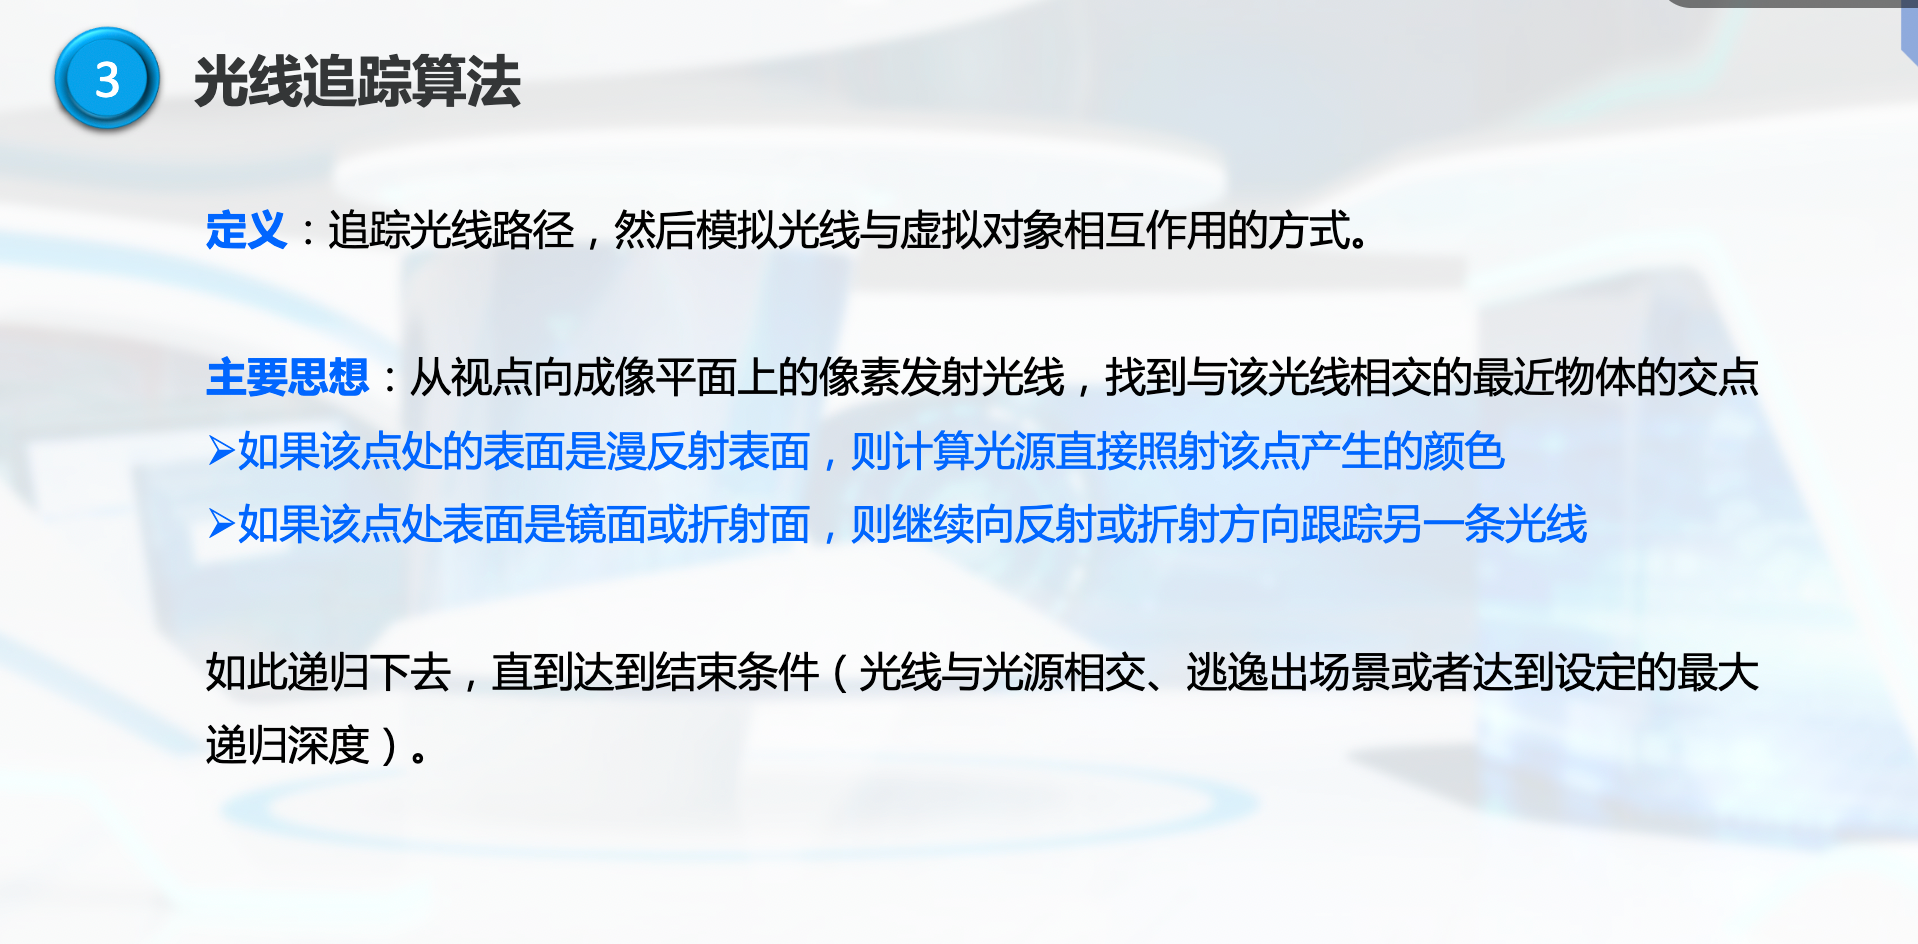 3
光线追踪算法
定义：追踪光线路径，然后模拟光线与虚拟对象相互作用的方式。
主要思想：从视点向成像平面上的像素发射光线，找到与该光线相交的最近物体的交点
➢如果该点处的表面是漫反射表面，则计算光源直接照射该点产生的颜色
➢如果该点处表面是镜面或折射面，则继续向反射或折射方向跟踪另一条光线
如此递归下去，直到达到结束条件（光线与光源相交、逃逸出场景或者达到设定的最大
递归深度）。